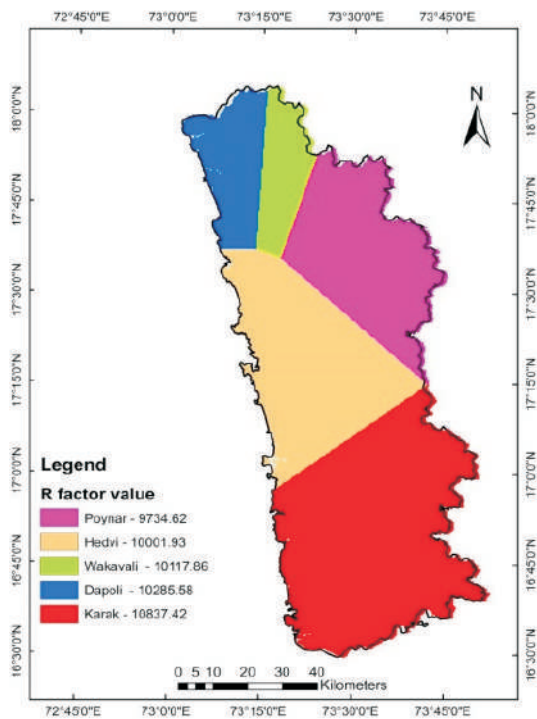 72°45'0"E 73°0'0"E 73°15'0"E 73°30'0"E 73°45'0"E
N
18°0'0"N 18°0'0"N
17°45'0"N 17°45'0"N
17°30'0"N 17°30'0"N
17°15'0"N 17°15'0"N
17°0'0"N 17°0'0"N
16°45'0"N 16°45'0"N
16°30'0"N 16°30'0"N
Legend
R factor value
Poynar - 9734.62
Hedvi - 10001.93
Wakavali - 10117.86
Dapoli - 10285.58
Karak - 10837.42
0 5 10 20 30 40
Kilometers
72°45'0"E 73°0'0"E 73°15'0"E 73°30'0"E 73°45'0"E